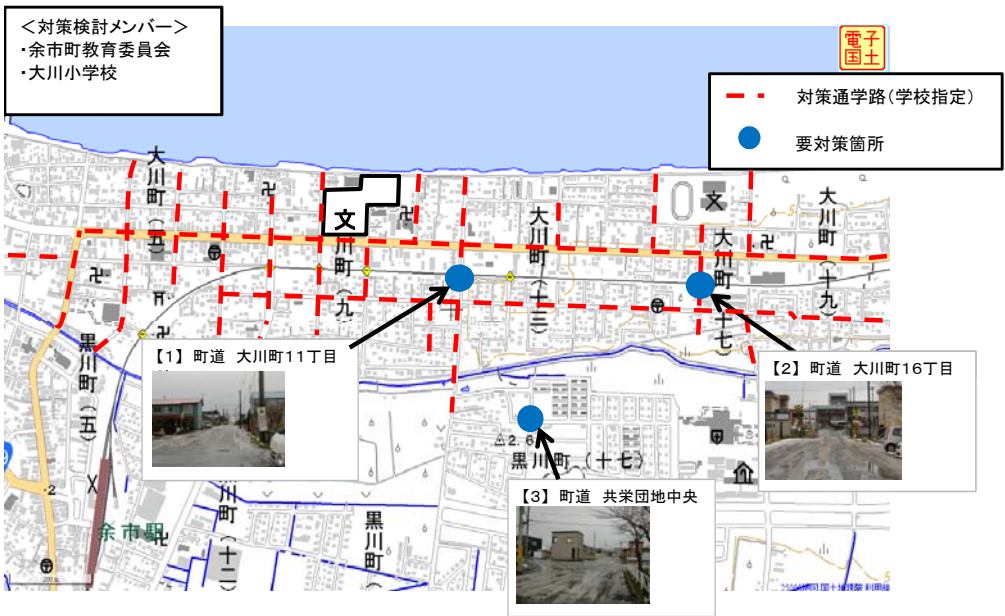 ＜対策検討メンバー＞
・余市町教育委員会
・大川小学校
電子
国土
対策通学路（学校指定）
要対策箇所
大川町（十五）
文
川町（九）
大川町（十三）
文
大川町（十七）
大川町（十九）
黒川町（五）
【1】 町道 大川町11丁目
【2】 町道 大川町16丁目
2.6
黒川町（十七）
【3】 町道 共栄団地中央
余市駅
川町（十二）
黒川町（
・2
5